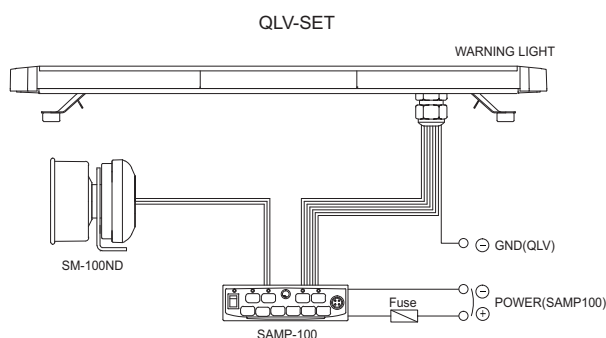 QLV-SET
WARNING LIGHT
⊖ GND(QLV)
SM-100ND
⊖
Fuse
POWER(SAMP100)
⊕
SAMP-100